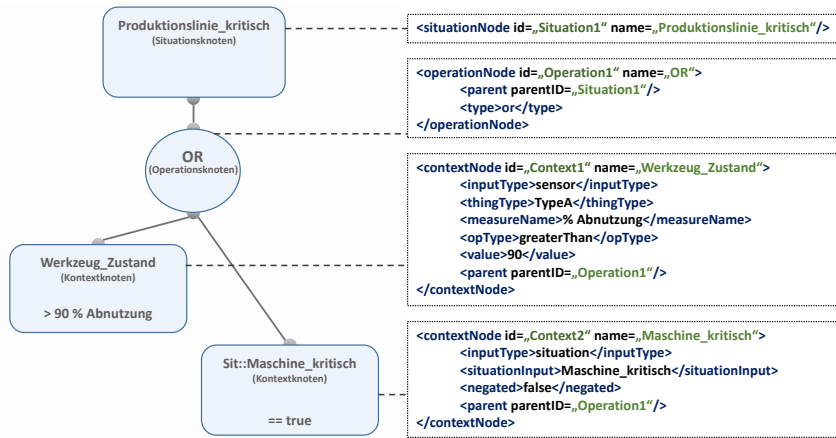 Produktionslinie_kritisch
(Situationsknoten)
OR
(Operationsknoten)
Werkzeug_Zustand
(Kontextknoten)
> 90 % Abnutzung
Sit::Maschine_kritisch
(Kontextknoten)
== true
<situationNode id=„Situation1“ name=„Produktionslinie_kritisch“/>
<operationNode id=„Operation1“ name=„OR“>
<parent parentID=„Situation1“/>
<type>or</type>
</operationNode>
<contextNode id=„Context1“ name=„Werkzeug_Zustand“>
<inputType>sensor</inputType>
<thingType>TypeA</thingType>
<measureName>% Abnutzung</measureName>
<opType>greaterThan</opType>
<value>90</value>
<parent parentID=„Operation1“/>
</contextNode>
<contextNode id=„Context2“ name=„Maschine_kritisch“>
<inputType>situation</inputType>
<situationInput>Maschine_kritisch</situationInput>
<negated>false</negated>
<parent parentID=„Operation1“/>
</contextNode>